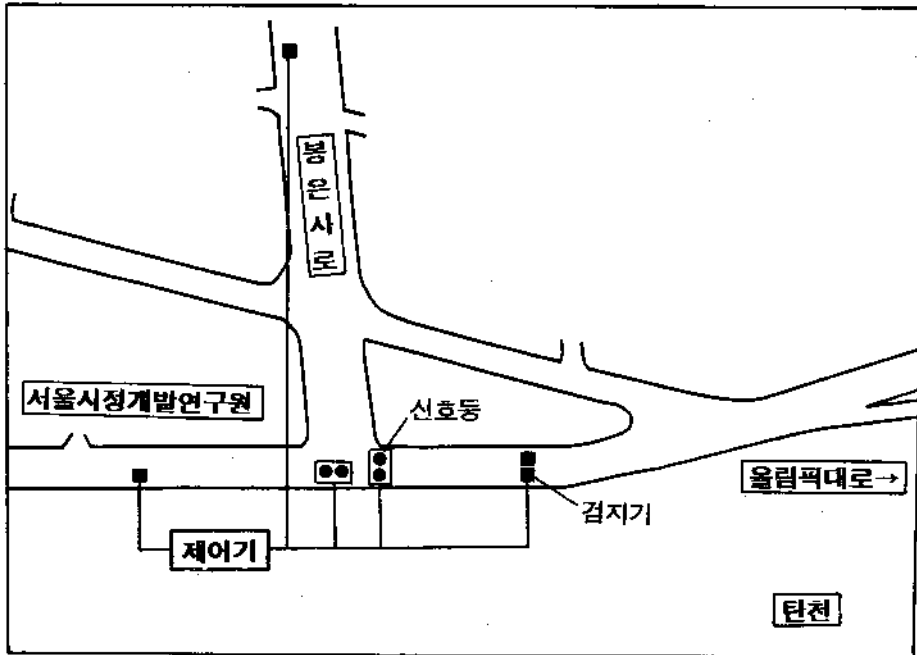 봉은사로
서울시정개발연구원
신호등
올림픽대로→
검지기
제어기
탄천